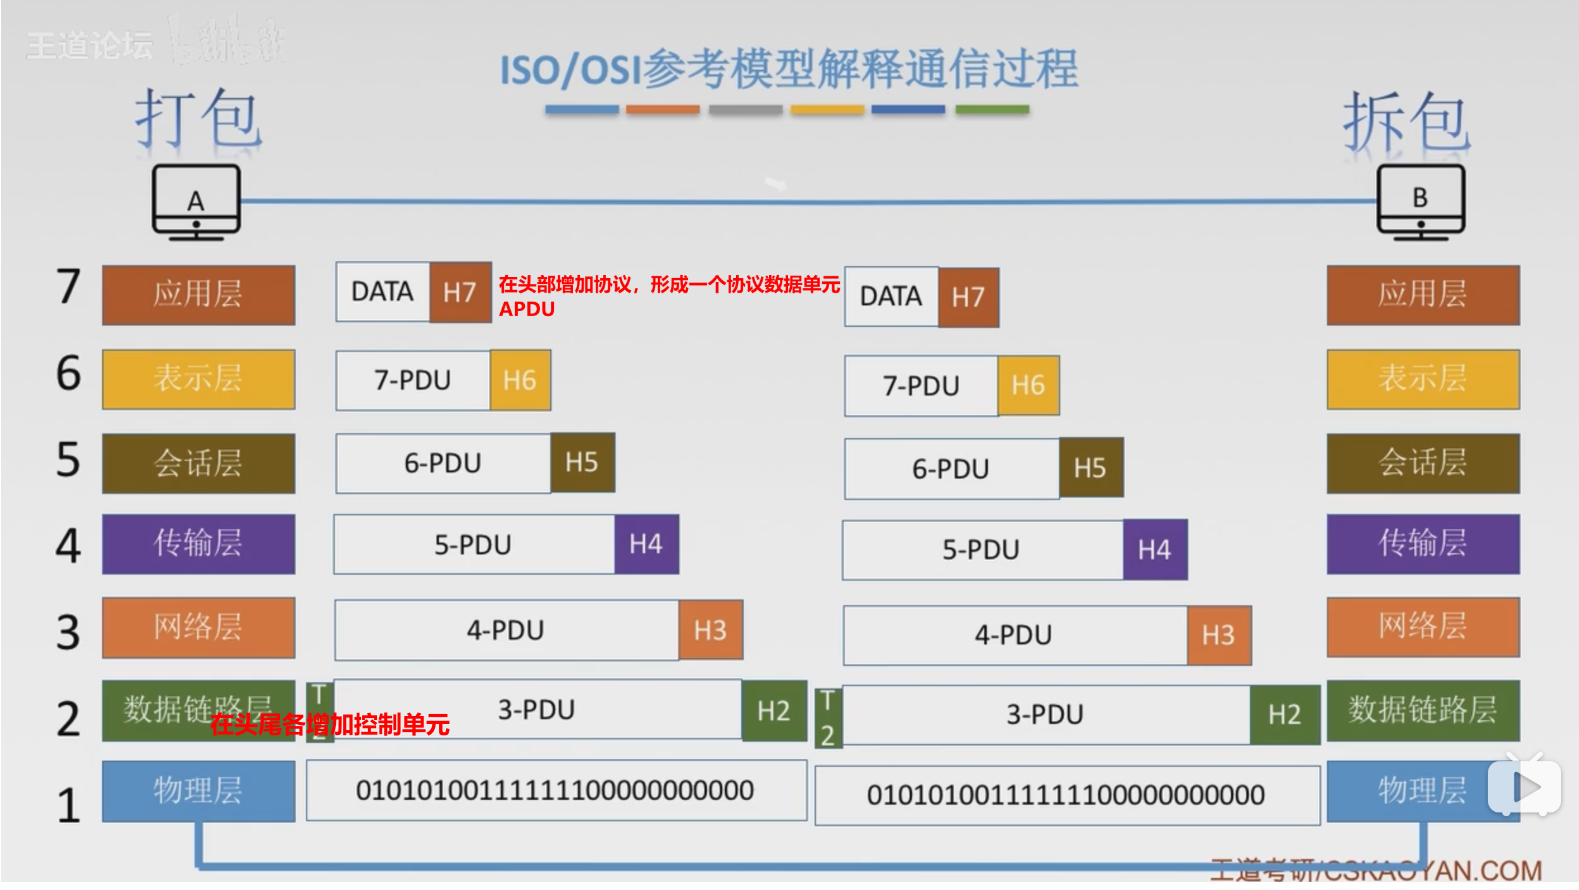 王道论坛
ISO/OSI参考模型解释通信过程
打包
拆包
A
B
7
应用层
DATA H7
在头部增加协议，形成一个协议数据单元
APDU
DATA H7
应用层
6
表示层
7-PDU H6
7-PDU H6
表示层
5
会话层
6-PDU H5
6-PDU H5
会话层
4
传输层
5-PDU H4
5-PDU H4
传输层
3
网络层
4-PDU H3
4-PDU H3
网络层
2
数据链路层
T2 3-PDU H2
T2 3-PDU H2
数据链路层
在头尾各增加控制单元
1
物理层
010101001111111100000000000
010101001111111100000000000
物理层
王道考研/CSKAOYAN.COM